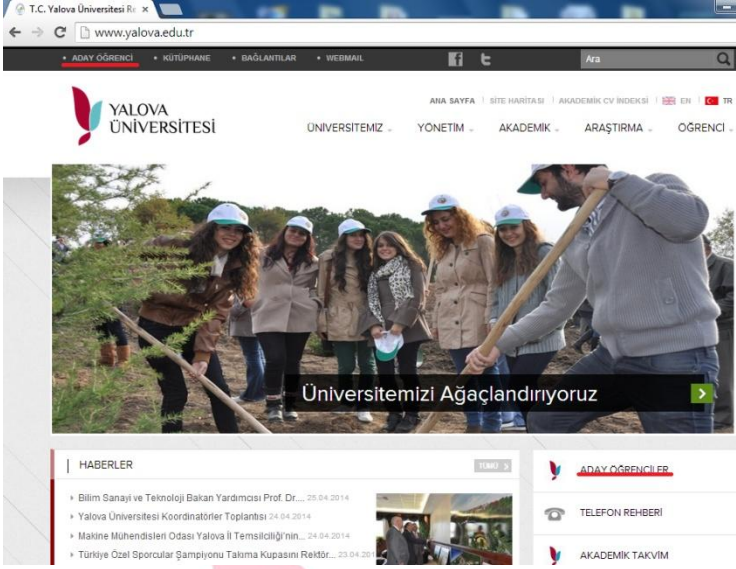 T.C. Yalova Üniversitesi Re
www.yalova.edu.tr
• ADAY ÖĞRENCİ • KÜTÜPHANE • BAĞLANTILAR • WEBMAIL Ara
ANA SAYFA SİTE HARİTASI AKADEMİK CV İNDEKSİ EN TR
YALOVA
ÜNİVERSİTESİ
ÜNİVERSİTEMİZ YÖNETİM AKADEMİK ARAŞTIRMA ÖĞRENCİ
Üniversitemizi Ağaçlandırıyoruz
HABERLER TÜMÜ
Bilim Sanayi ve Teknoloji Bakan Yardımcısı Prof. Dr.... 25.04.2014
Yalova Üniversitesi Koordinatörler Toplantısı 24.04.2014
Makine Mühendisleri Odası Yalova İl Temsilciliği'nin... 24.04.2014
Türkiye Özel Sporcular Şampiyonu Takıma Kupasını Rektör... 23.04.201
ADAY ÖĞRENCİLER
TELEFON REHBERİ
AKADEMİK TAKVİM